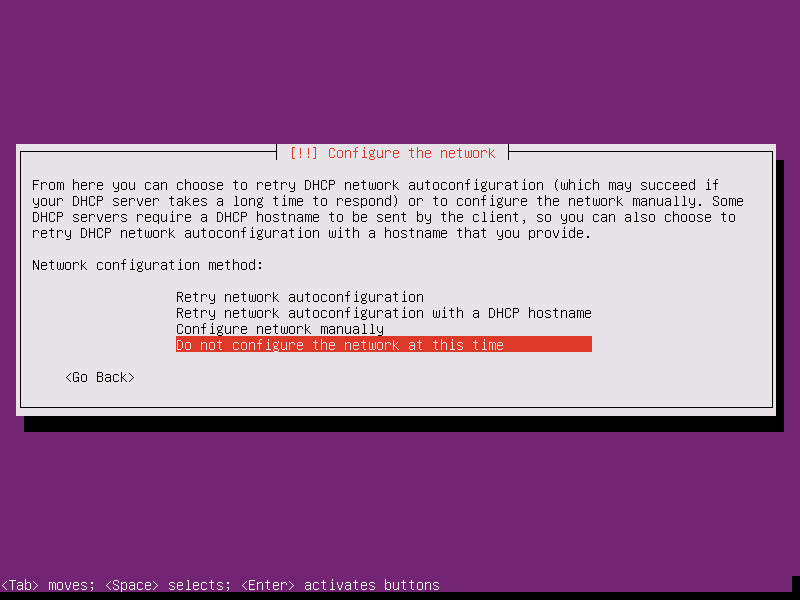 [!!] Configure the network
From here you can choose to retry DHCP network autoconfiguration (which may succeed if
your DHCP server takes a long time to respond) or to configure the network manually. Some
DHCP servers require a DHCP hostname to be sent by the client, so you can also choose to
retry DHCP network autoconfiguration with a hostname that you provide.
Network configuration method:
Retry network autoconfiguration
Retry network autoconfiguration with a DHCP hostname
Configure network manually
Do not configure the network at this time
<Go Back>
<Tab> moves; <Space> selects; <Enter> activates buttons